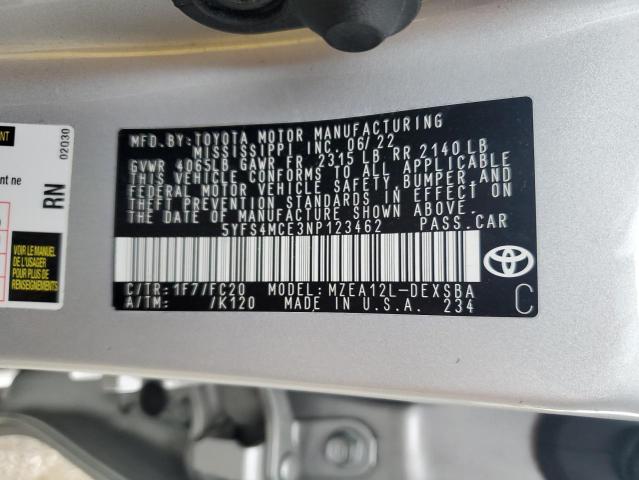 MFD. BY: TOYOTA MOTOR MANUFACTURING
MISSISSIPPI, INC. 06/22
GVWR 4065LB GAWR FR. 2315 LB RR 2140 LB
THIS VEHICLE CONFORMS TO ALL APPLICABLE
FEDERAL MOTOR VEHICLE SAFETY, BUMPER, AND
THEFT PREVENTION STANDARDS IN EFFECT ON
THE DATE OF MANUFACTURE SHOWN ABOVE.
5YFS4MCE3NP123462 PASS. CAR
C/TR: 1F7/FC20 MODEL: MZEA12L-DEXSBA
A/TM: /K120 MADE IN U.S.A. 234
C
02030
RN
ent ne
VOIR LE MANUEL
DE L'USAGER
POUR PLUS DE
RENSEIGNEMENTS